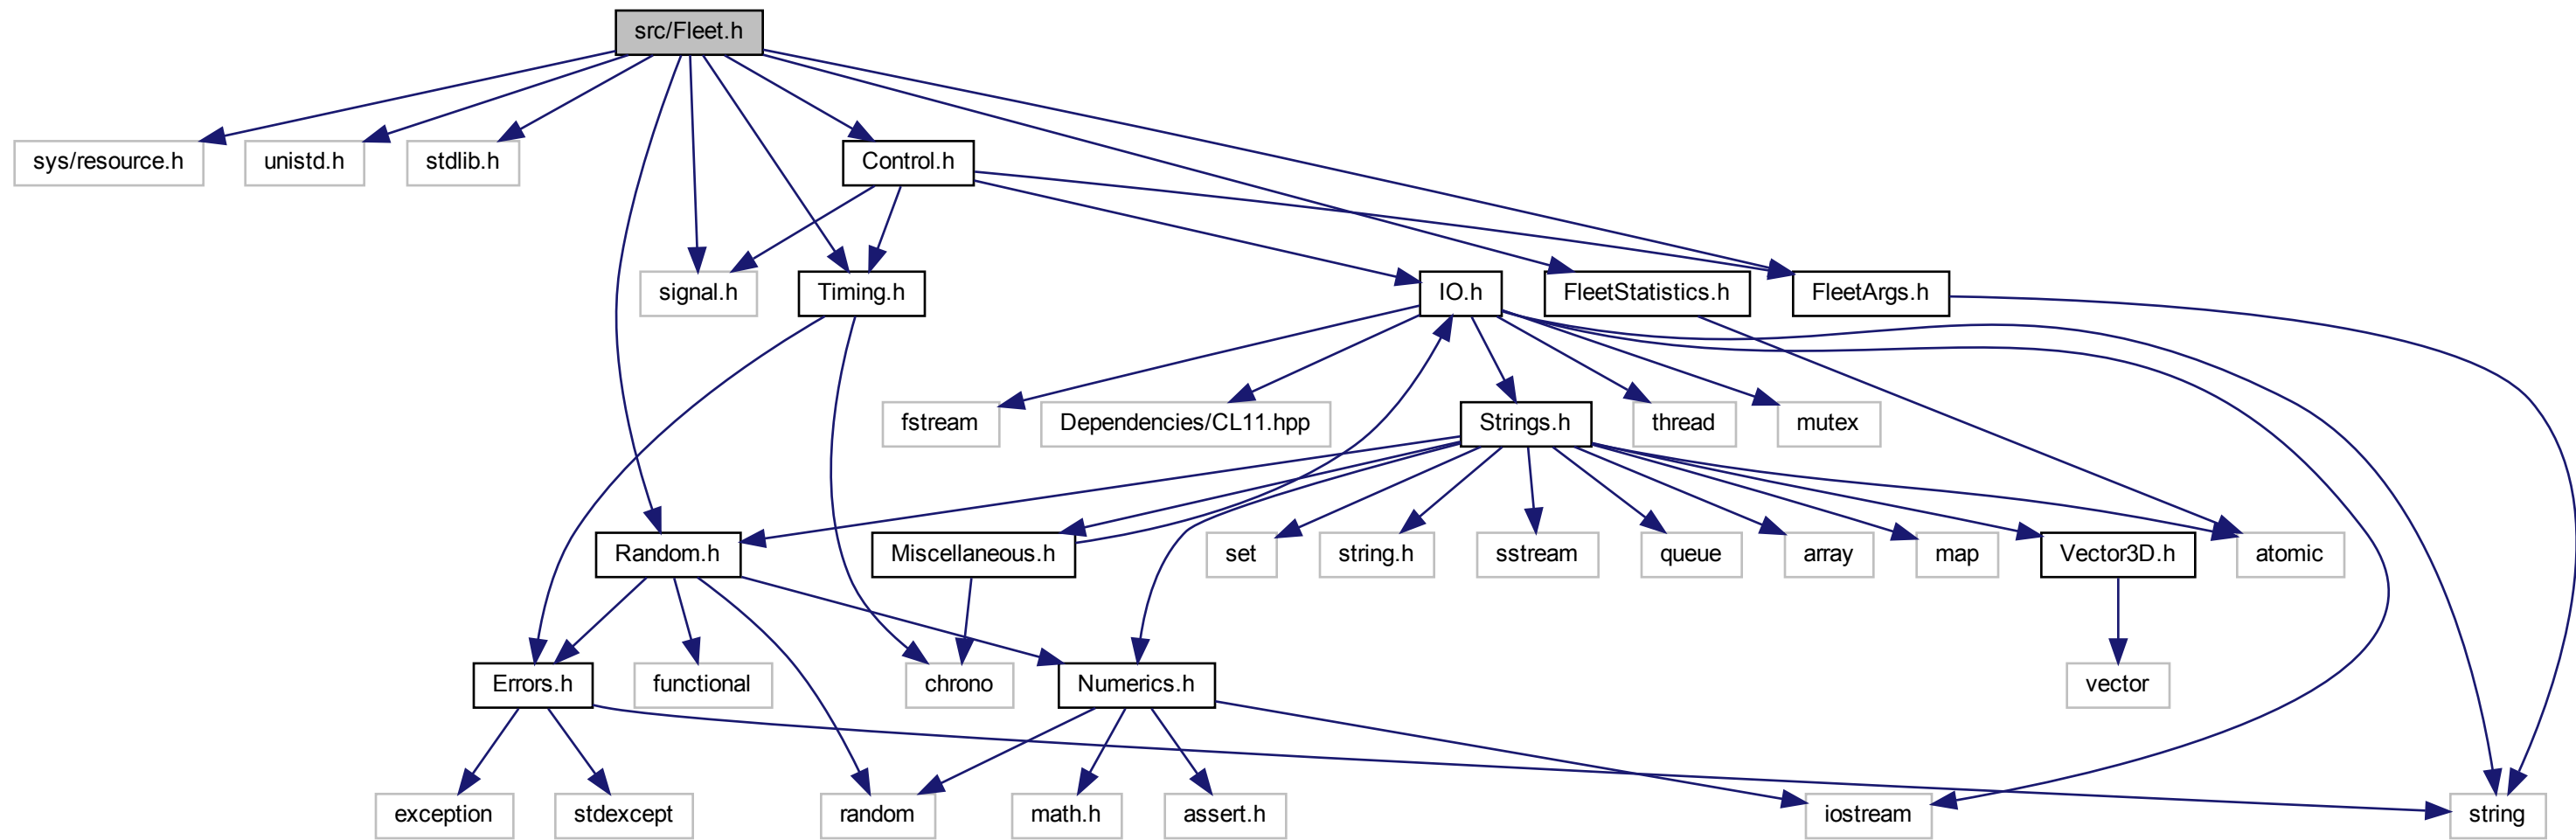 src/Fleet.h
sys/resource.h
unistd.h
stdlib.h
Control.h
signal.h
Timing.h
IO.h
FleetStatistics.h
FleetArgs.h
fstream
Dependencies/CL11.hpp
Strings.h
thread
mutex
Random.h
Miscellaneous.h
set
string.h
sstream
queue
array
map
Vector3D.h
atomic
Errors.h
functional
chrono
Numerics.h
vector
exception
stdexcept
random
math.h
assert.h
iostream
string